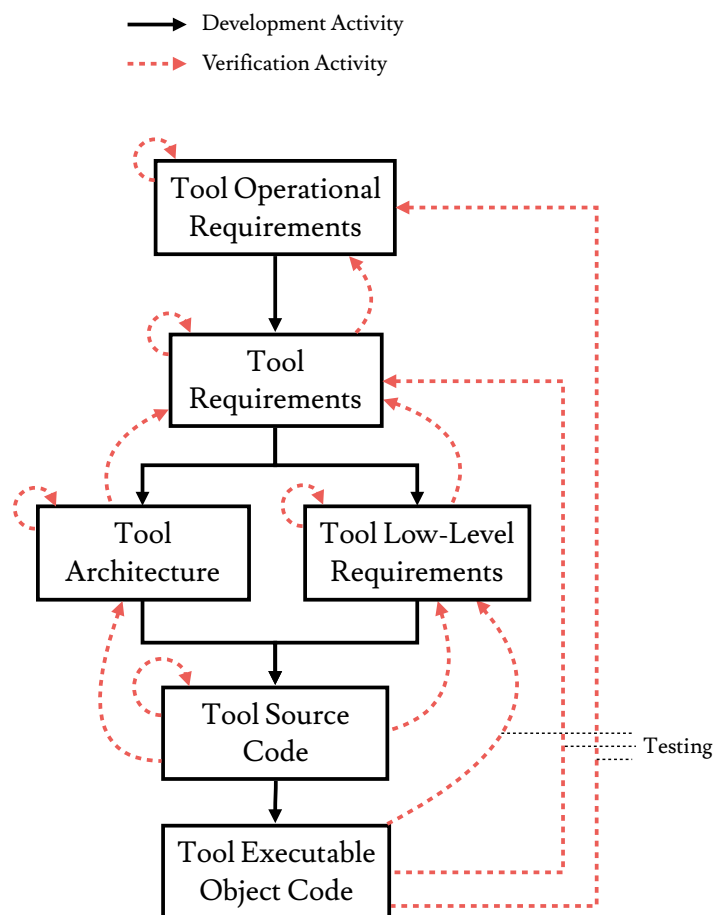 Development Activity
Verification Activity
Tool Operational
Requirements
Tool
Requirements
Tool
Architecture
Tool Low-Level
Requirements
Tool Source
Code
Testing
Tool Executable
Object Code